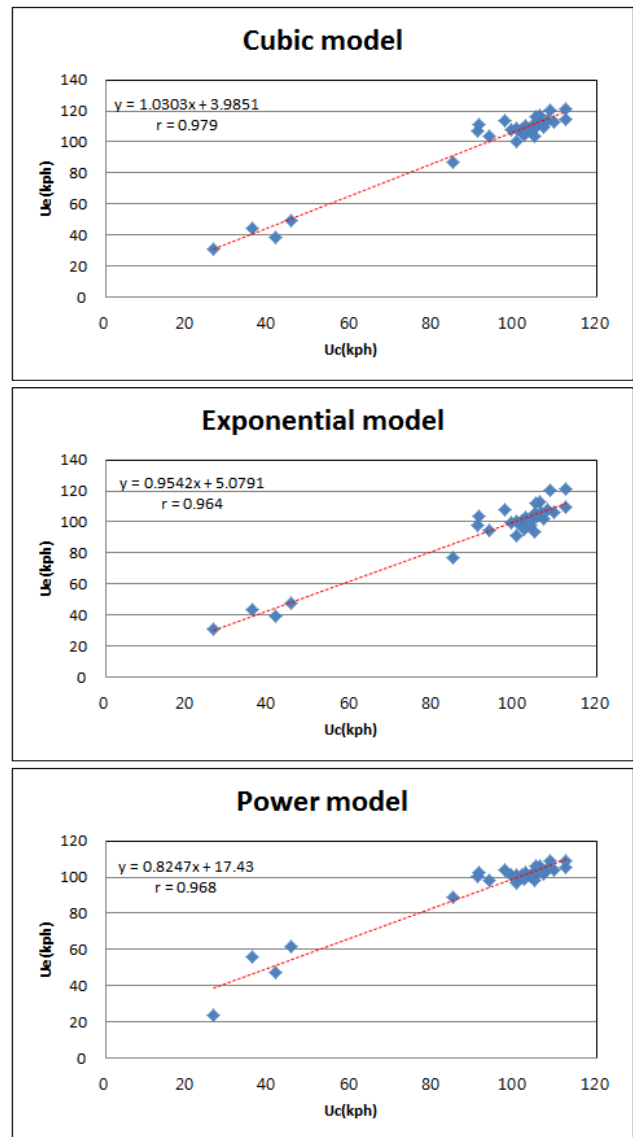 Cubic model
y = 1.0303x + 3.9851
r = 0.979
Ue(kph)
140
120
100
80
60
40
20
0
0 20 40 60 80 100 120
Uc(kph)
Exponential model
y = 0.9542x + 5.0791
r = 0.964
Ue(kph)
140
120
100
80
60
40
20
0
0 20 40 60 80 100 120
Uc(kph)
Power model
y = 0.8247x + 17.43
r = 0.968
Ue(kph)
120
100
80
60
40
20
0
0 20 40 60 80 100 120
Uc(kph)